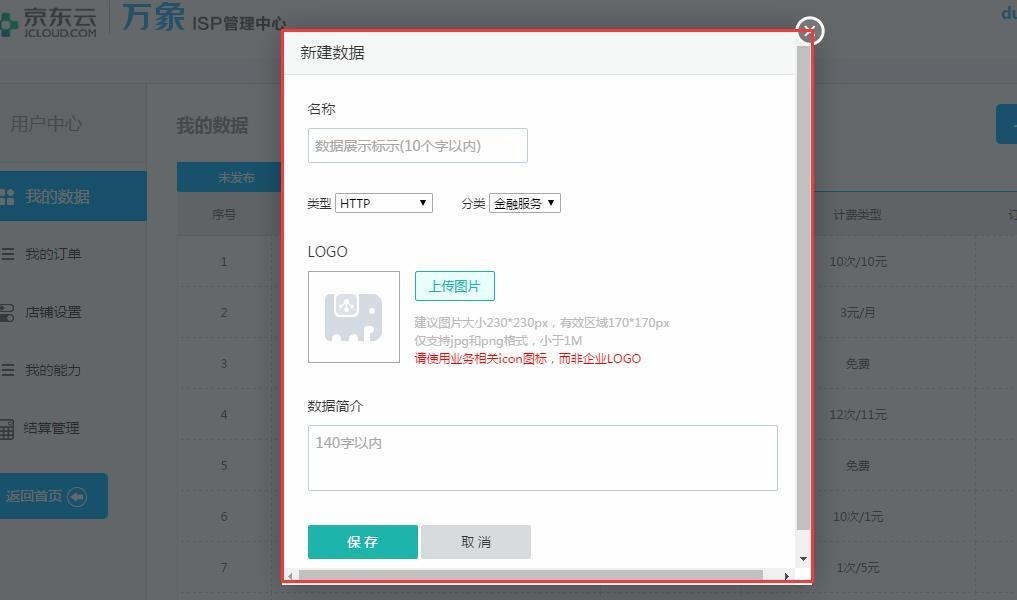 京东云
JCLOUD.COM
万象 ISP管理中心
du
用户中心
我的数据
我的订单
店铺设置
我的能力
结算管理
返回首页
我的数据
未发布
序号
计费类型
1
10次/10元
2
3元/月
3
免费
4
12次/11元
5
免费
6
10次/1元
7
1次/5元
新建数据
名称
数据展示标示(10个字以内)
类型 HTTP 分类 金融服务
LOGO
上传图片
建议图片大小230*230px，有效区域170*170px
仅支持jpg和png格式，小于1M
请使用业务相关icon图标，而非企业LOGO
数据简介
140字以内
保存 取消